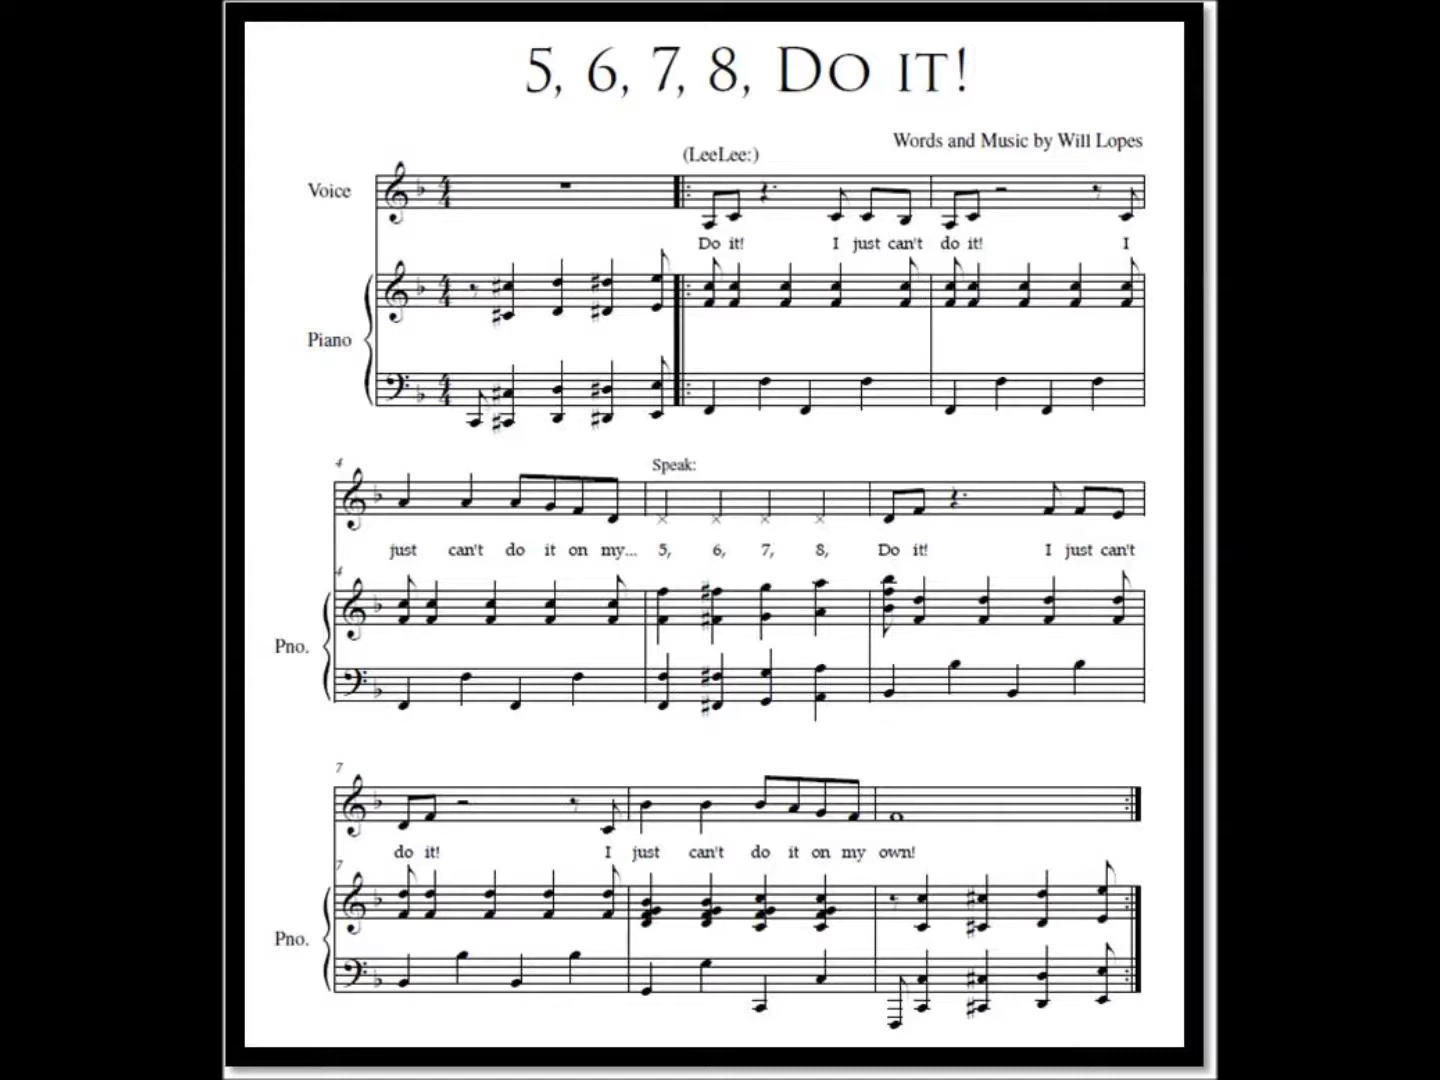 5, 6, 7, 8, Do it!
Words and Music by Will Lopes
(LeeLee:)
Voice
Do it! I just can't do it! I
Piano
4
Speak:
just can't do it on my... 5, 6, 7, 8, Do it! I just can't
4
Pno.
7
do it! I just can't do it on my own!
7
Pno.